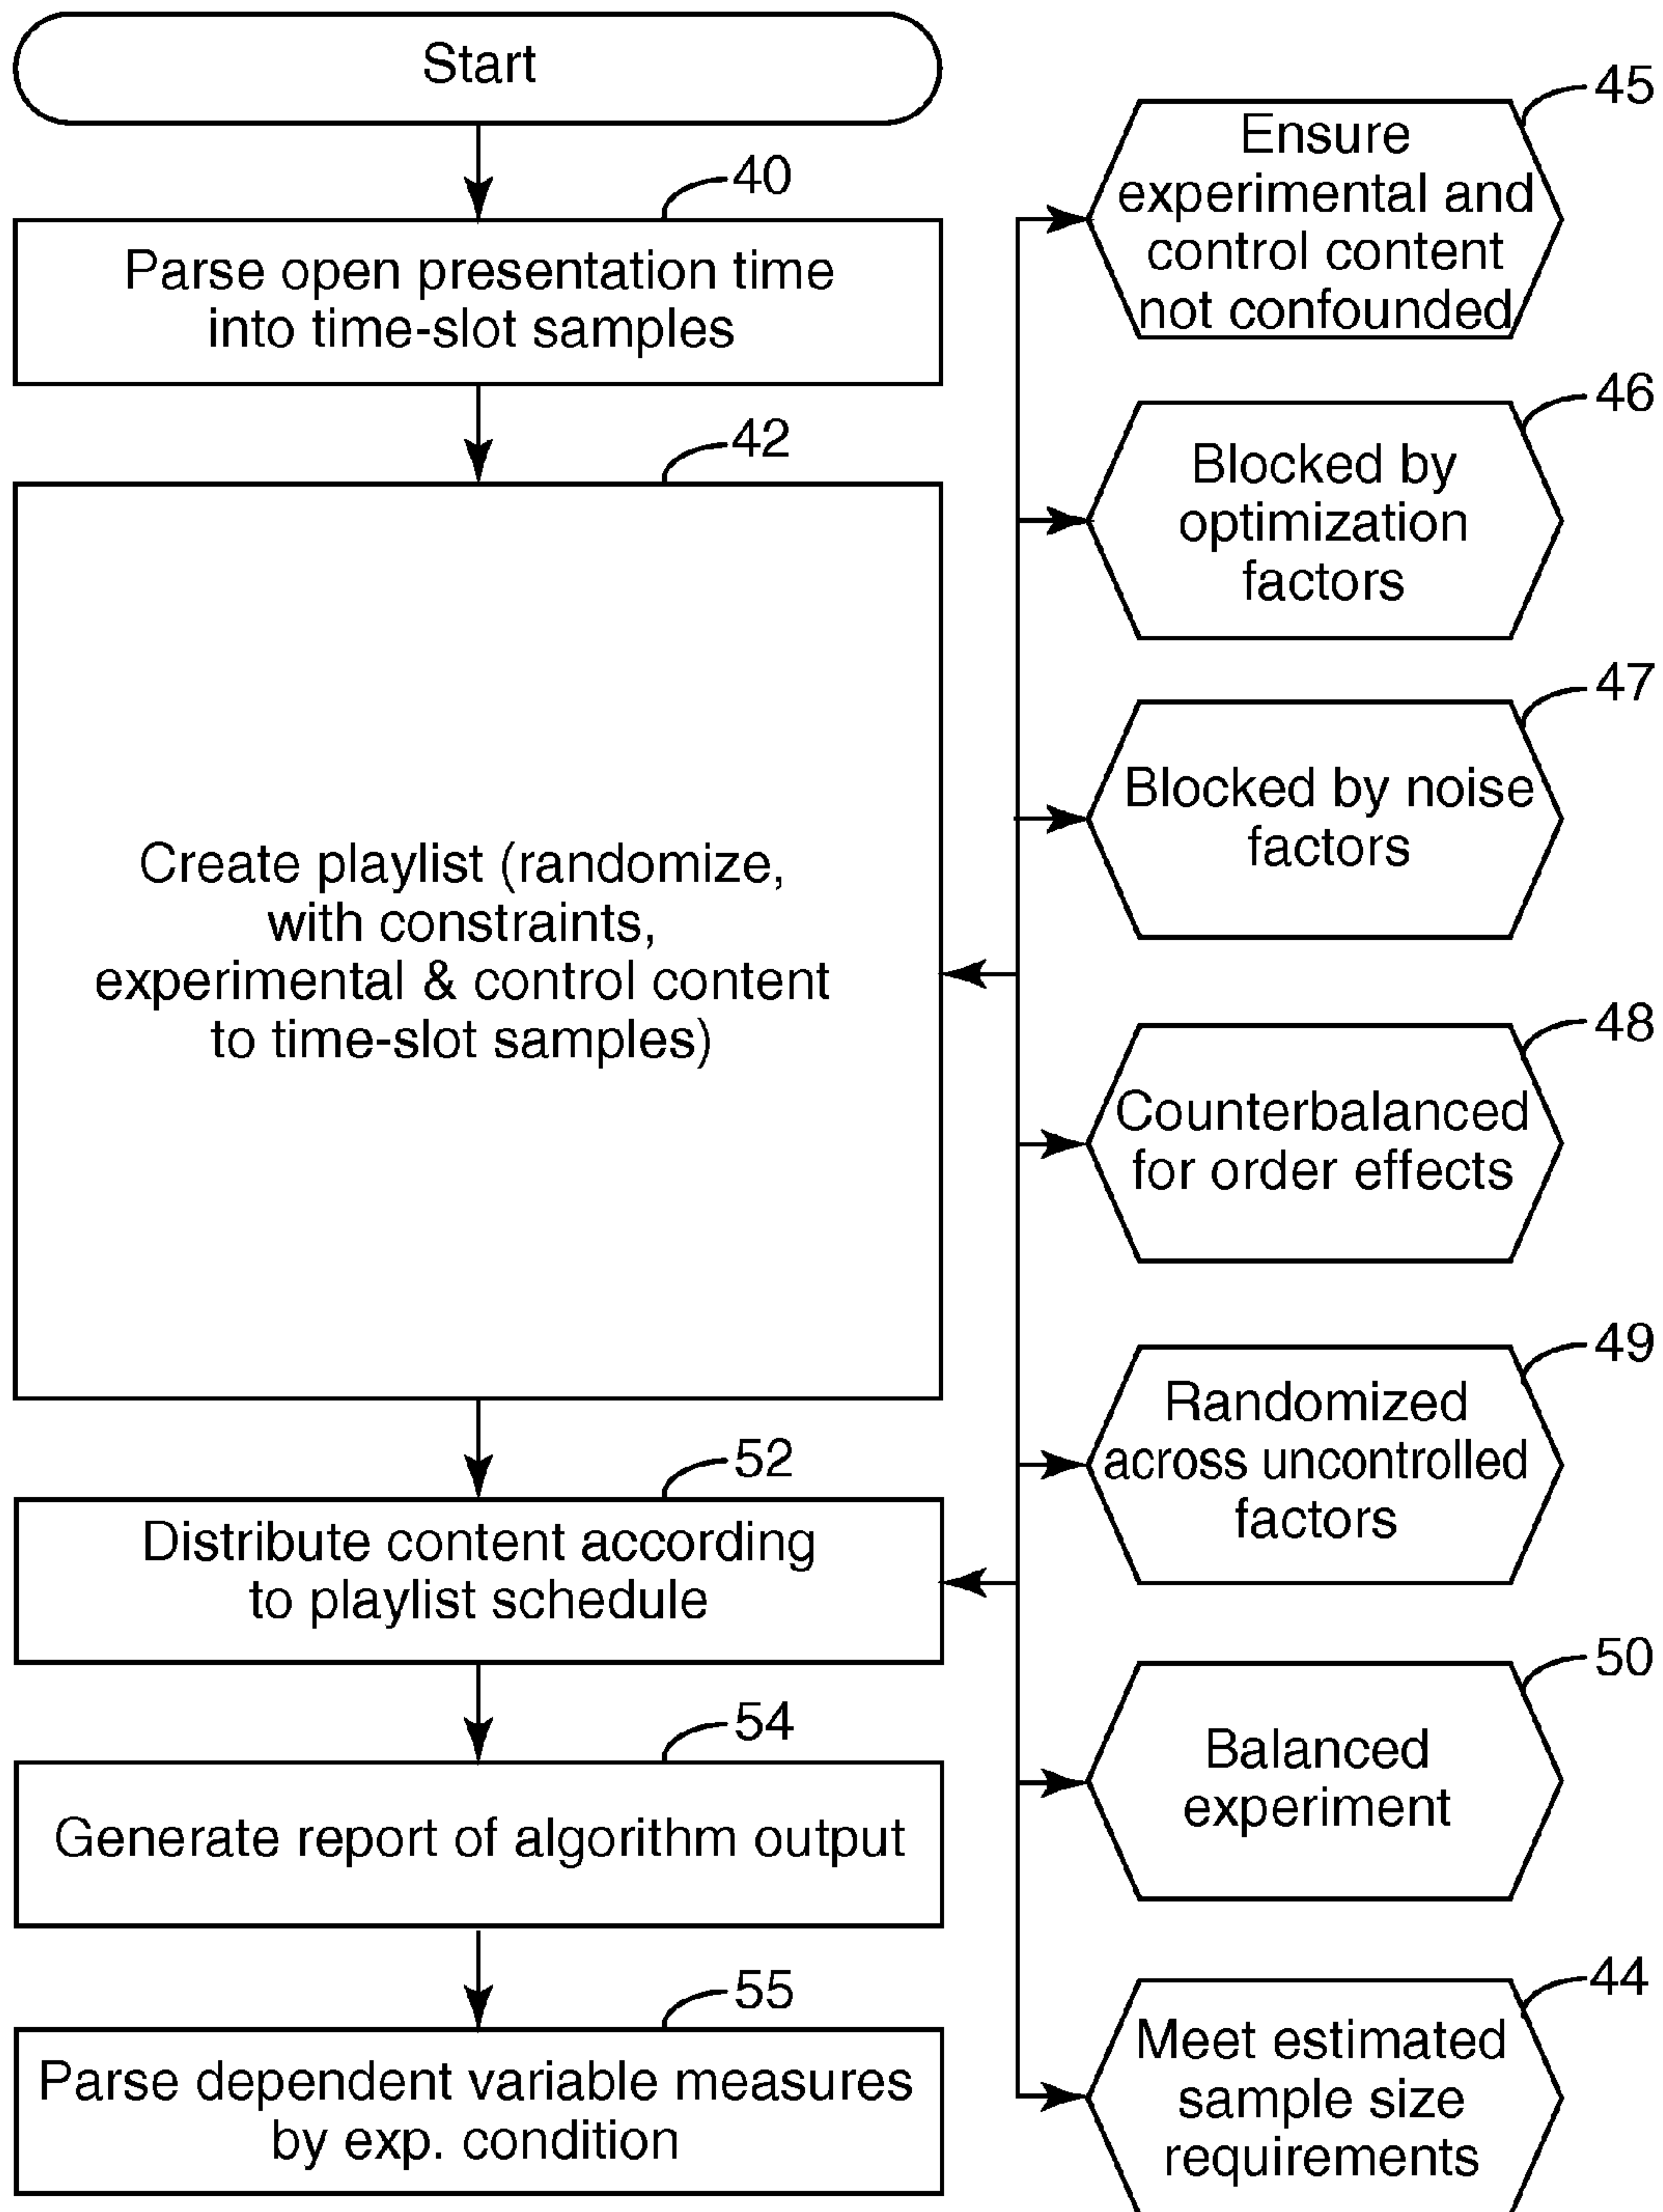 Start
40
Parse open presentation time
into time-slot samples
42
Create playlist (randomize,
with constraints,
experimental & control content
to time-slot samples)
52
Distribute content according
to playlist schedule
54
Generate report of algorithm output
55
Parse dependent variable measures
by exp. condition
45
Ensure
experimental and
control content
not confounded
46
Blocked by
optimization
factors
47
Blocked by noise
factors
48
Counterbalanced
for order effects
49
Randomized
across uncontrolled
factors
50
Balanced
experiment
44
Meet estimated
sample size
requirements